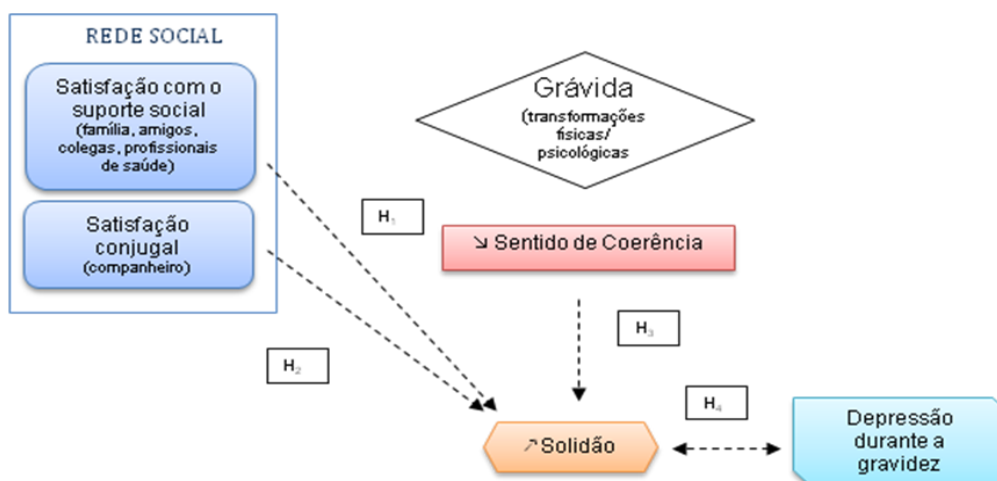 REDE SOCIAL
Satisfação com o
suporte social
(família, amigos,
colegas, profissionais
de saúde)
Satisfação
conjugal
(companheiro)
Grávida
(transformações
físicas/
psicológicas
H₁
↘ Sentido de Coerência
H₂
H₃
H₄
↗ Solidão
Depressão
durante a
gravidez